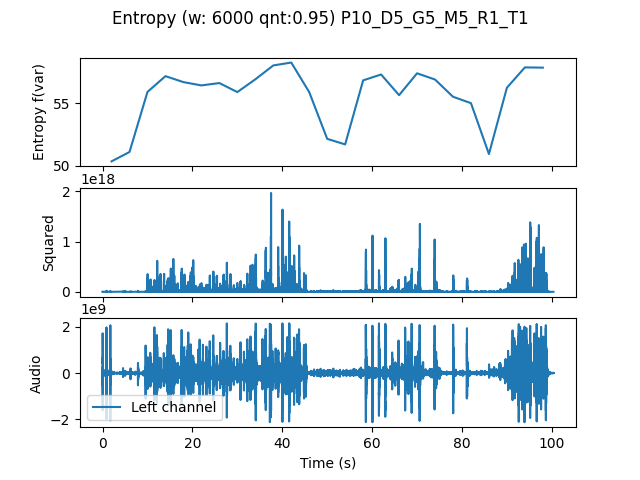 Entropy (w: 6000 qnt:0.95) P10_D5_G5_M5_R1_T1
Entropy f(var)
55
50
1e18
Squared
2
1
0
1e9
Audio
2
0
−2
Left channel
0 20 40 60 80 100
Time (s)